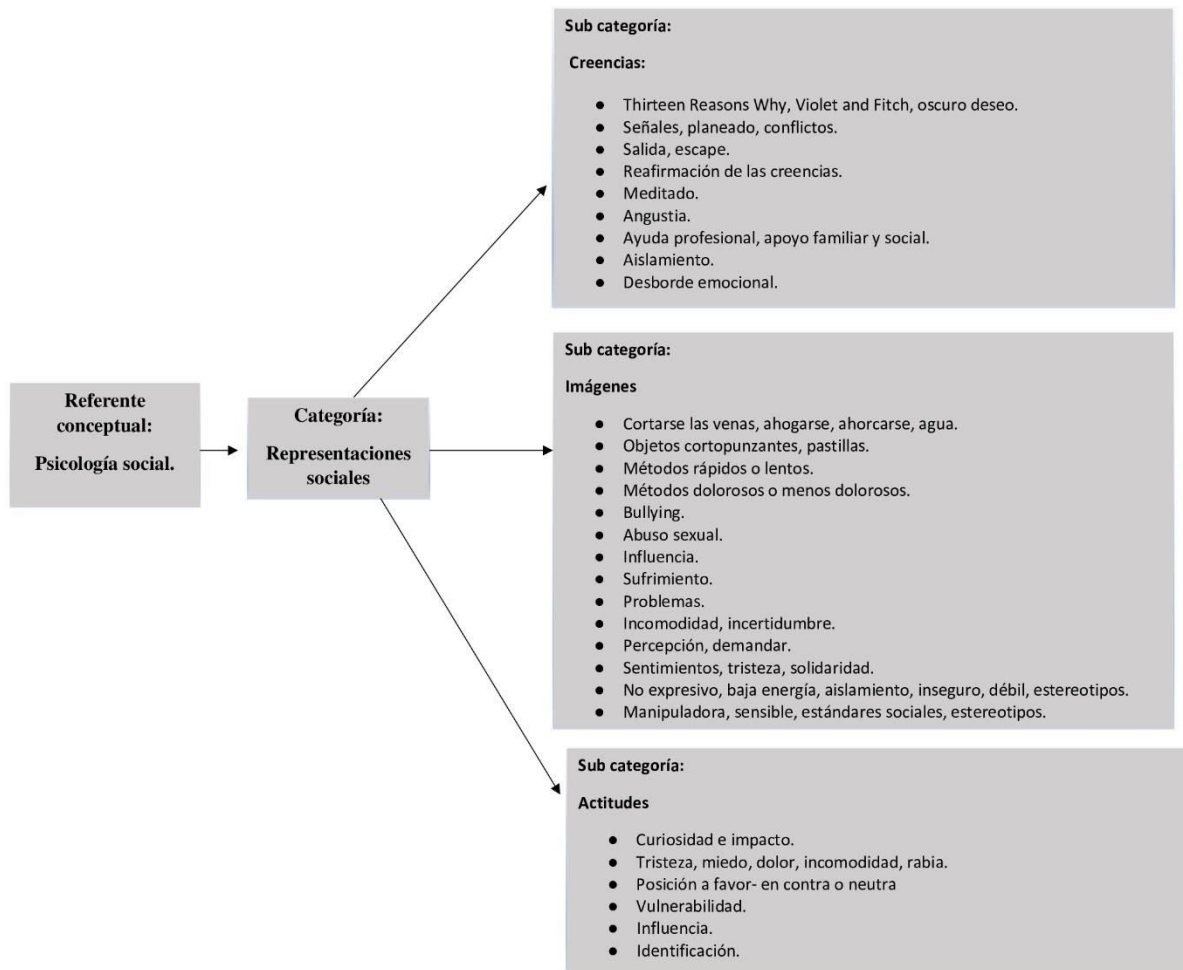 Sub categoría:
Creencias:
● Thirteen Reasons Why, Violet and Fitch, oscuro deseo.
● Señales, planeado, conflictos.
● Salida, escape.
● Reafirmación de las creencias.
● Meditado.
● Angustia.
● Ayuda profesional, apoyo familiar y social.
● Aislamiento.
● Desborde emocional.
Referente
conceptual:
Psicología social.
Categoría:
Representaciones
sociales
Sub categoría:
Imágenes
● Cortarse las venas, ahogarse, ahorcarse, agua.
● Objetos cortopunzantes, pastillas.
● Métodos rápidos o lentos.
● Métodos dolorosos o menos dolorosos.
● Bullying.
● Abuso sexual.
● Influencia.
● Sufrimiento.
● Problemas.
● Incomodidad, incertidumbre.
● Percepción, demandar.
● Sentimientos, tristeza, solidaridad.
● No expresivo, baja energía, aislamiento, inseguro, débil, estereotipos.
● Manipuladora, sensible, estándares sociales, estereotipos.
Sub categoría:
Actitudes
● Curiosidad e impacto.
● Tristeza, miedo, dolor, incomodidad, rabia.
● Posición a favor- en contra o neutra
● Vulnerabilidad.
● Influencia.
● Identificación.